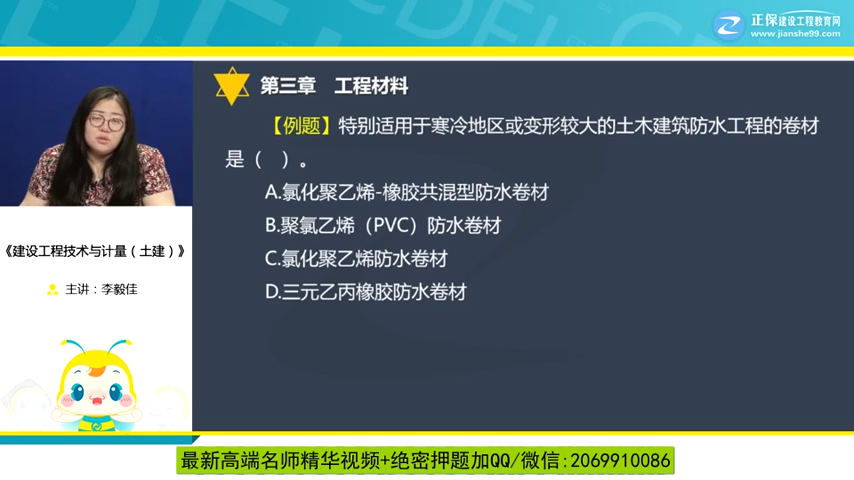 正保建设工程教育网
www.jianshe99.com
第三章 工程材料
【例题】特别适用于寒冷地区或变形较大的土木建筑防水工程的卷材
是（ ）。
A.氯化聚乙烯-橡胶共混型防水卷材
B.聚氯乙烯（PVC）防水卷材
C.氯化聚乙烯防水卷材
D.三元乙丙橡胶防水卷材
《建设工程技术与计量（土建）》
主讲：李毅佳
最新高端名师精华视频+绝密押题加QQ/微信:2069910086